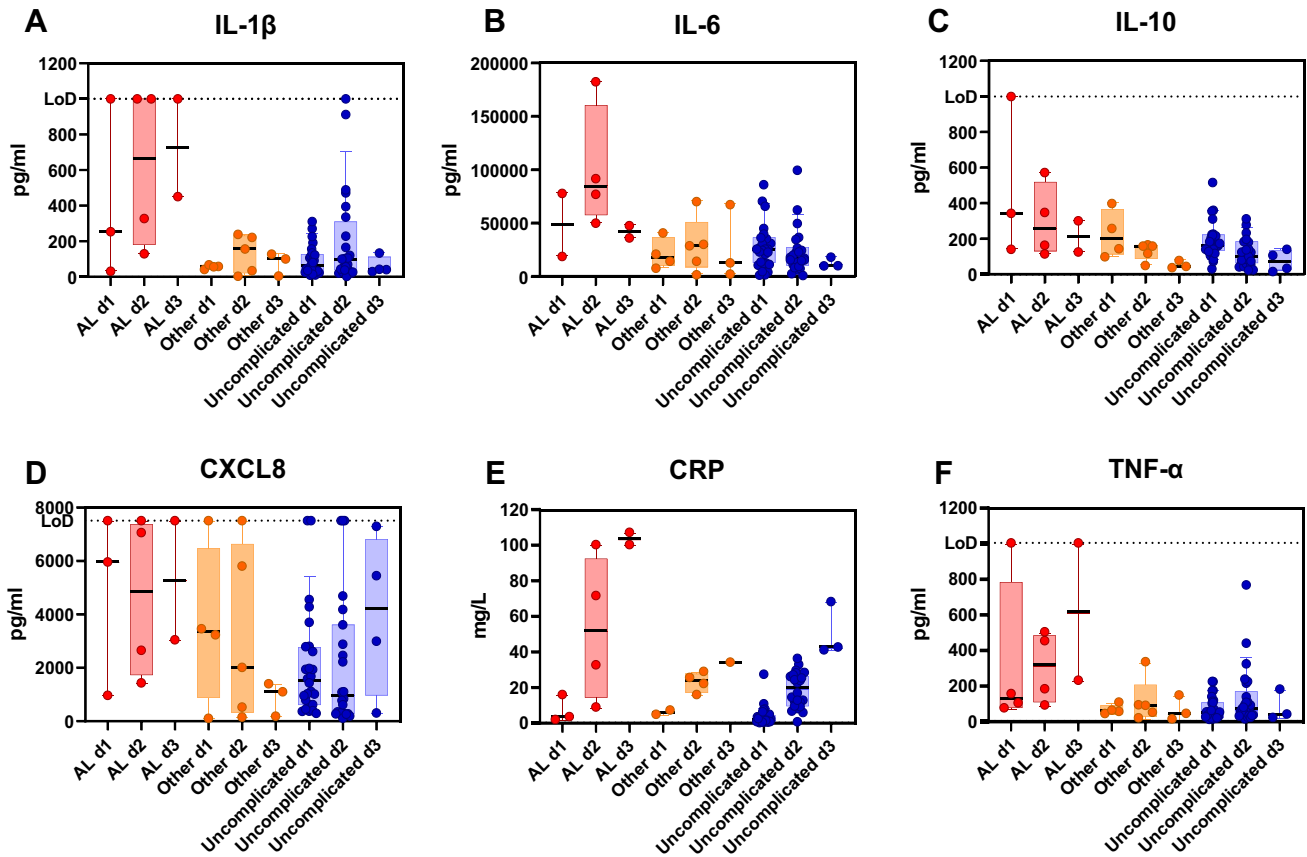 A
IL-1β
1200
LoD
800
600
400
200
0
pg/ml
AL d1
AL d2
AL d3
Other d1
Other d2
Other d3
Uncomplicated d1
Uncomplicated d2
Uncomplicated d3
B
IL-6
200000
150000
100000
50000
0
pg/ml
AL d1
AL d2
AL d3
Other d1
Other d2
Other d3
Uncomplicated d1
Uncomplicated d2
Uncomplicated d3
C
IL-10
1200
LoD
600
400
200
0
pg/ml
AL d1
AL d2
AL d3
Other d1
Other d2
Other d3
Uncomplicated d1
Uncomplicated d2
Uncomplicated d3
D
CXCL8
8000
LoD
6000
4000
2000
0
pg/ml
AL d1
AL d2
AL d3
Other d1
Other d2
Other d3
Uncomplicated d1
Uncomplicated d2
Uncomplicated d3
E
CRP
120
100
80
60
40
20
0
mg/L
AL d1
AL d2
AL d3
Other d1
Other d2
Other d3
Uncomplicated d1
Uncomplicated d2
Uncomplicated d3
F
TNF-α
1200
LoD
800
600
400
200
0
pg/ml
AL d1
AL d2
AL d3
Other d1
Other d2
Other d3
Uncomplicated d1
Uncomplicated d2
Uncomplicated d3